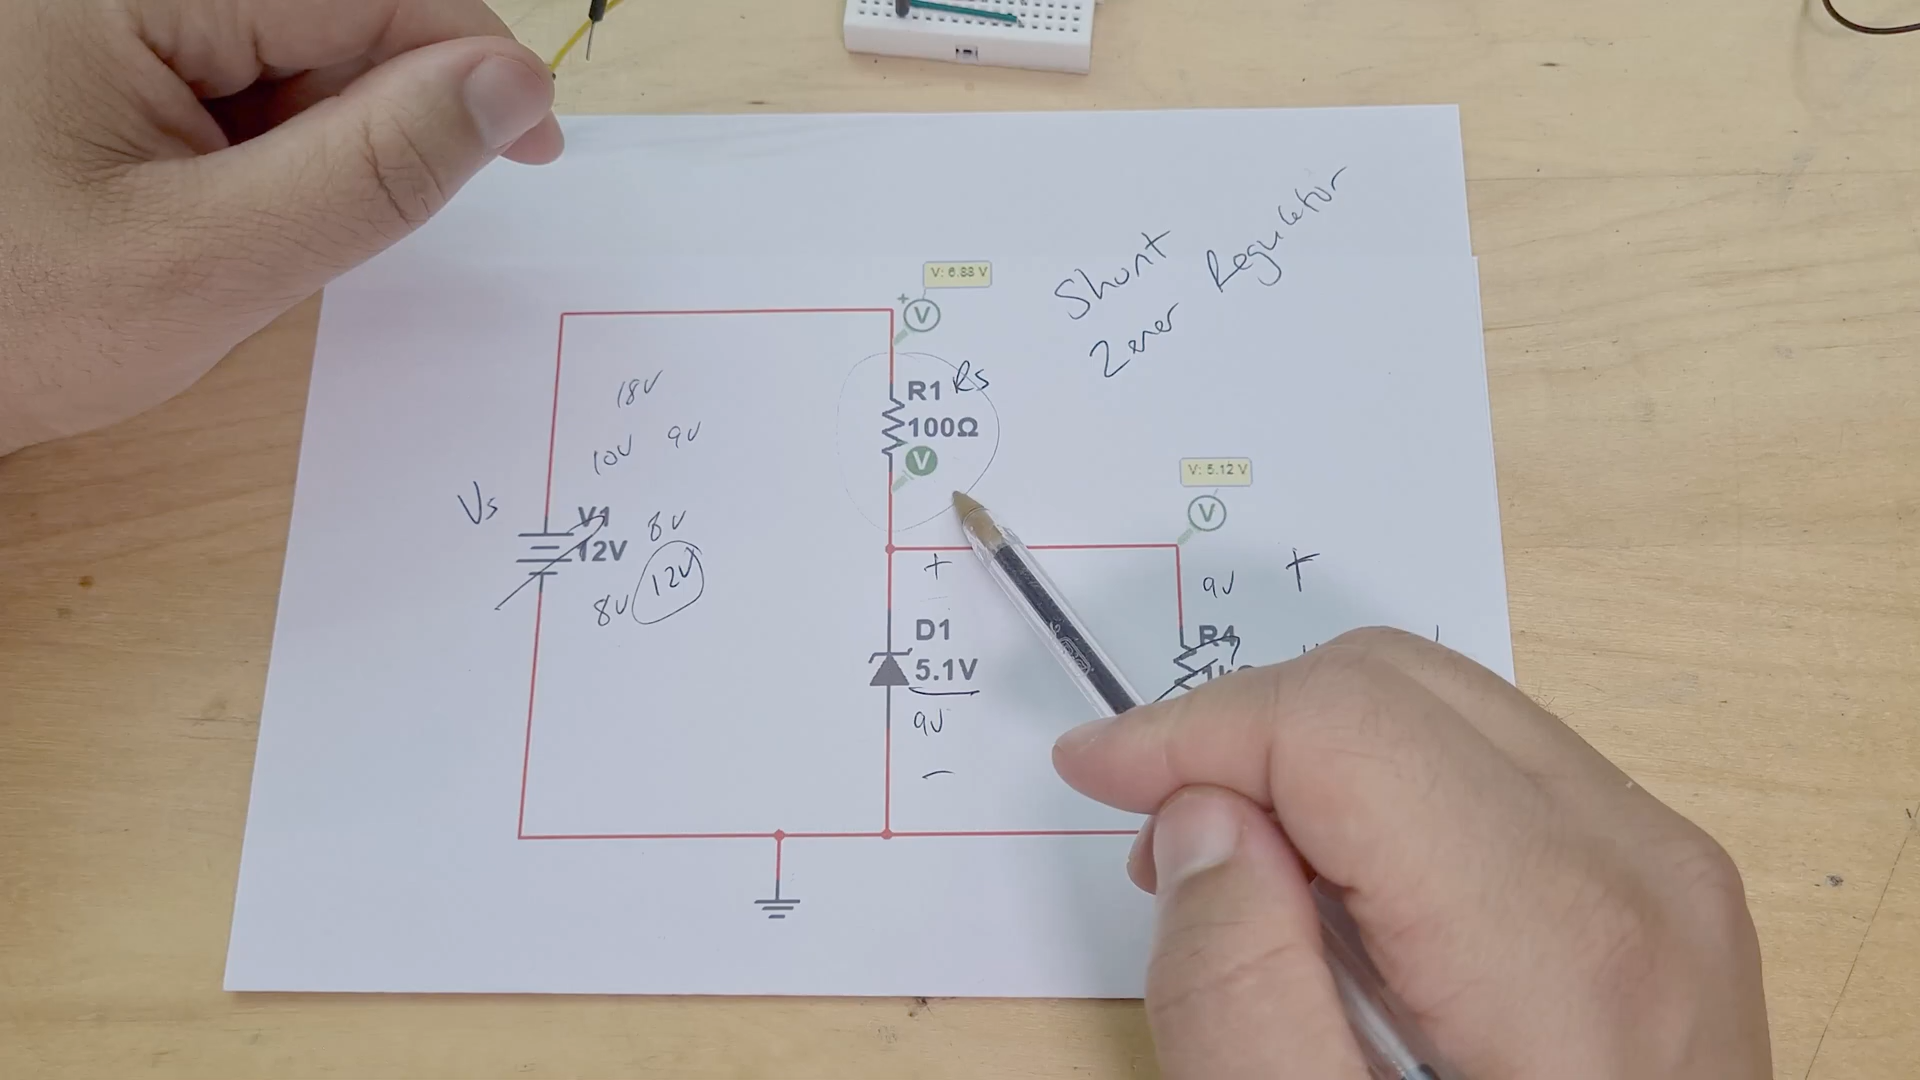 Shunt
Zener Regulator
V: 6.88 V
V
R1 Rs
100Ω
V
18V
10V 9V
Vs
V1
12V
8V
8V 12V
V: 5.12 V
V
+
9V +
D1
5.1V
9V
−
R4